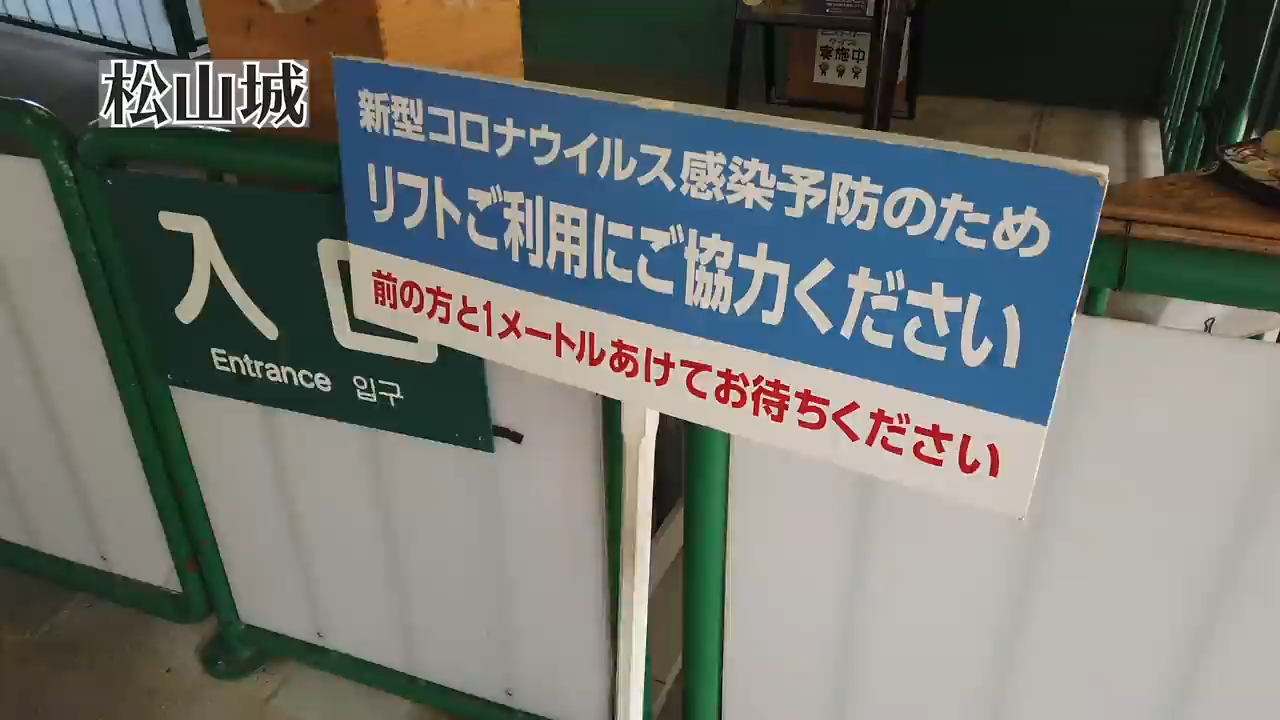 松山城
実施中
新型コロナウイルス感染予防のため
リフトご利用にご協力ください
前の方と1メートルあけてお待ちください
入口
Entrance 입구